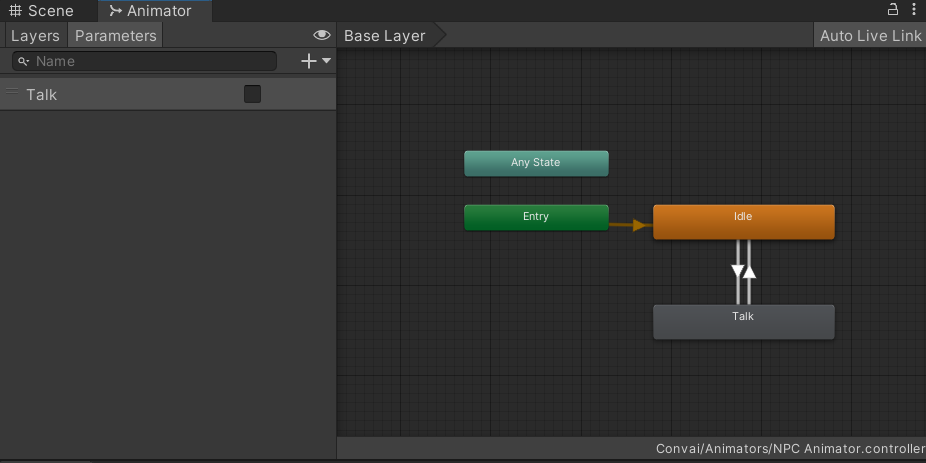 Scene Animator
Layers Parameters Base Layer Auto Live Link
Name
Talk
Any State
Entry Idle
Talk
Convai/Animators/NPC Animator.controller